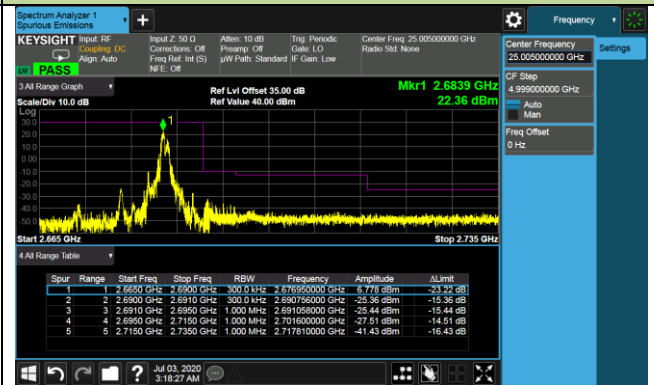 Spectrum Analyzer 1
Spurious Emissions
Frequency
KEYSIGHT
Input: RF
Coupling: DC
Align: Auto
Input Z: 50 Ω
Corrections: Off
Freq Ref: Int (S)
NFE: Off
Atten: 10 dB
Preamp: Off
µW Path: Standard
Trig: Periodic
Gate: LO
IF Gain: Low
Center Freq: 25.005000000 GHz
Radio Std: None
PASS
Center Frequency
25.005000000 GHz
Settings
CF Step
4.999000000 GHz
Auto
Man
Freq Offset
0 Hz
3 All Range Graph
Scale/Div 10.0 dB
Ref Lvl Offset 35.00 dB
Ref Value 40.00 dBm
Mkr1 2.6839 GHz
22.36 dBm
Log
30.0
20.0
10.0
0.00
-10.0
-20.0
-30.0
-40.0
-50.0
1
Start 2.665 GHz
Stop 2.735 GHz
4 All Range Table
Spur Range Start Freq Stop Freq RBW Frequency Amplitude ΔLimit
1 1 2.6650 GHz 2.6900 GHz 300.0 kHz 2.676950000 GHz 6.778 dBm -23.22 dB
2 2 2.6900 GHz 2.6910 GHz 300.0 kHz 2.690756000 GHz -25.36 dBm -15.36 dB
3 3 2.6910 GHz 2.6950 GHz 1.000 MHz 2.691058000 GHz -25.44 dBm -15.44 dB
4 4 2.6950 GHz 2.7150 GHz 1.000 MHz 2.701600000 GHz -27.51 dBm -14.51 dB
5 5 2.7150 GHz 2.7350 GHz 1.000 MHz 2.717810000 GHz -41.43 dBm -16.43 dB
Jul 03, 2020
3:18:27 AM